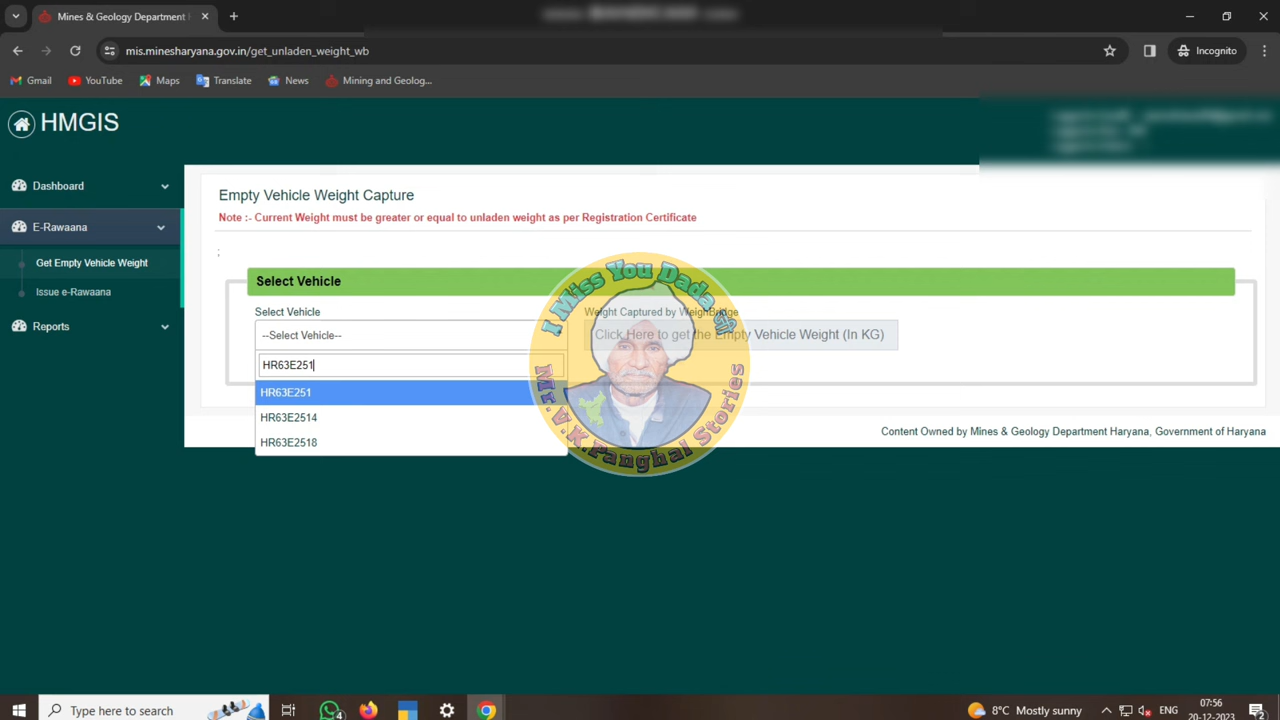 Mines & Geology Department
mis.minesharyana.gov.in/get_unladen_weight_wb
Incognito
Gmail
YouTube
Maps
Translate
News
Mining and Geolog...
HMGIS
Dashboard
E-Rawaana
Get Empty Vehicle Weight
Issue e-Rawaana
Reports
Empty Vehicle Weight Capture
Note :- Current Weight must be greater or equal to unladen weight as per Registration Certificate
;
Select Vehicle
Select Vehicle
Weight Captured by WeighBridge
--Select Vehicle--
Click Here to get the Empty Vehicle Weight (In KG)
HR63E251
HR63E251
HR63E2514
HR63E2518
I Miss You Dada जी
Mr.V.K.Panghal Stories
Content Owned by Mines & Geology Department Haryana, Government of Haryana
Type here to search
4
8°C Mostly sunny
ENG
07:56
20-12-2023
2